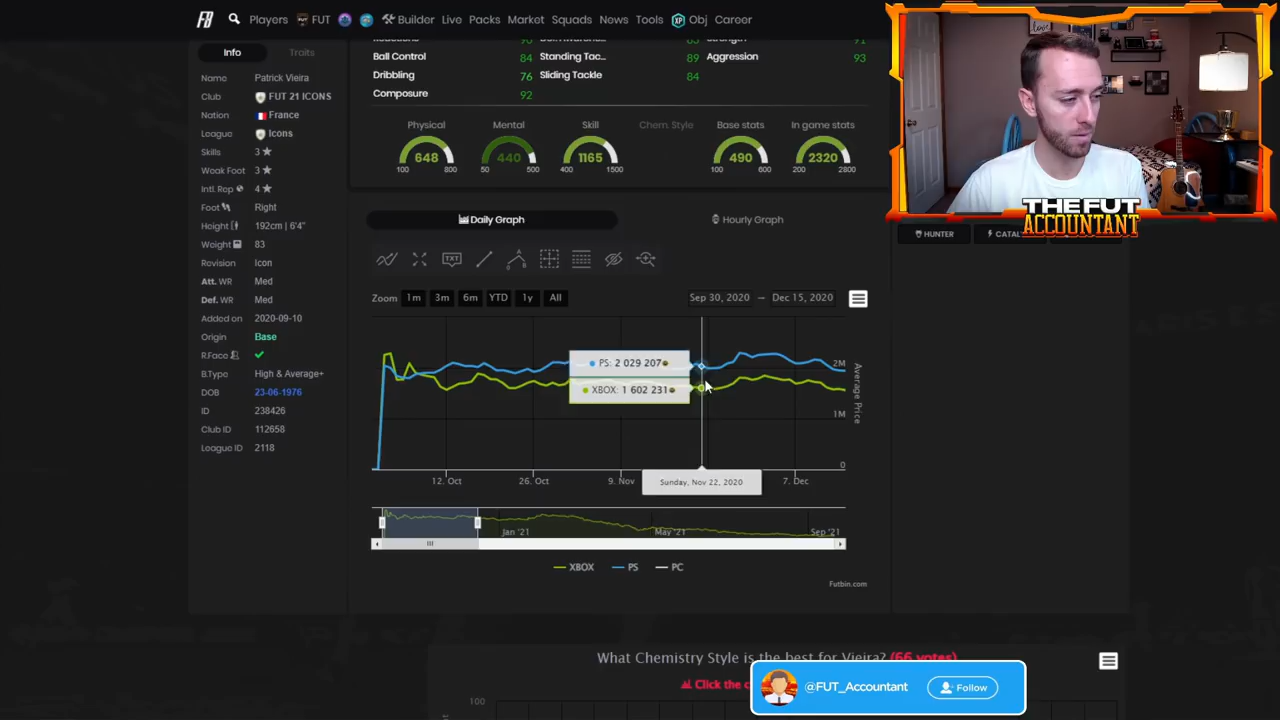 F8 Players FUT Builder Live Packs Market Squads News Tools XP Obj Career
Info Traits
Name Patrick Vieira
Club FUT 21 ICONS
Nation France
League Icons
Skills 3
Weak Foot 3
Intl. Rep 4
Foot Right
Height 192cm | 6'4"
Weight 83
Revision Icon
Att. WR Med
Def. WR Med
Added on 2020-09-10
Origin Base
R.Face
B.Type High & Average+
DOB 23-06-1976
ID 238426
Club ID 112658
League ID 2118
Ball Control 84 Standing Tac... 89 Aggression 93
Dribbling 76 Sliding Tackle 84
Composure 92
Physical Mental Skill Chem. Style Base stats In game stats
648 440 1165 490 2320
100 800 50 500 400 1500 100 600 200 2800
Daily Graph Hourly Graph
TXT
Zoom 1m 3m 6m YTD 1y All Sep 30, 2020 – Dec 15, 2020
PS: 2 029 207
XBOX: 1 602 231
2M
1M
0
Average Price
12. Oct 26. Oct 9. Nov Sunday, Nov 22, 2020 7. Dec
Jan '21 May '21 Sep '21
XBOX PS PC
Futbin.com
What Chemistry Style is the best for Vieira? (66 votes)
Click the c
100
HUNTER CATAL
THE FUT
ACCOUNTANT
@FUT_Accountant Follow